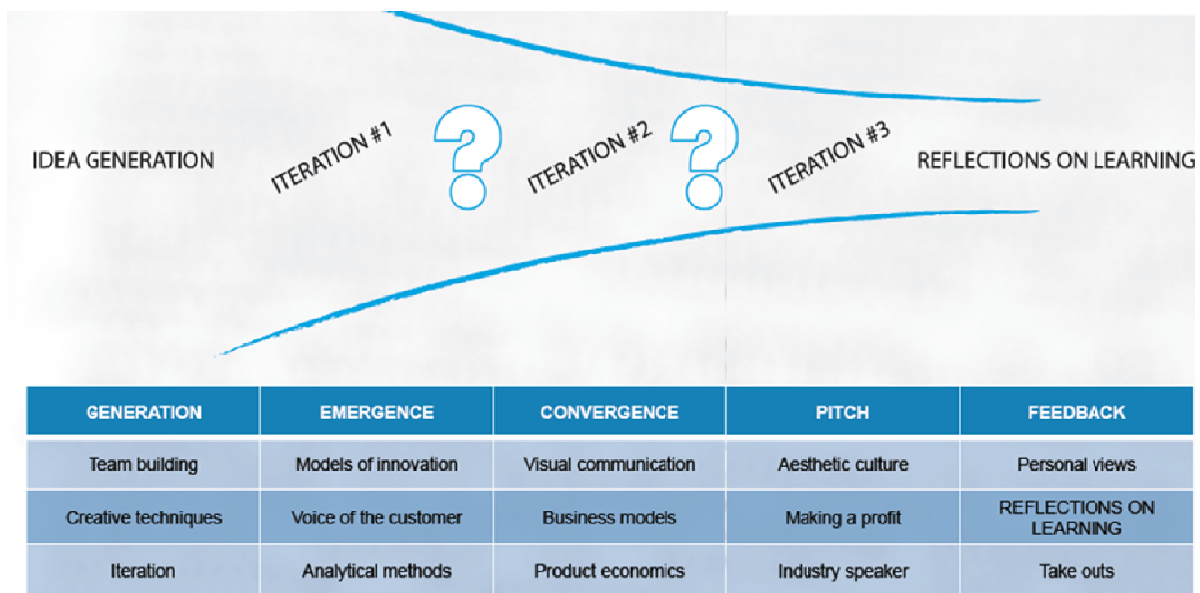 IDEA GENERATION
ITERATION #1
?
ITERATION #2
?
ITERATION #3
REFLECTIONS ON LEARNING
GENERATION EMERGENCE CONVERGENCE PITCH FEEDBACK
Team building Models of innovation Visual communication Aesthetic culture Personal views
Creative techniques Voice of the customer Business models Making a profit REFLECTIONS ON
LEARNING
Iteration Analytical methods Product economics Industry speaker Take outs